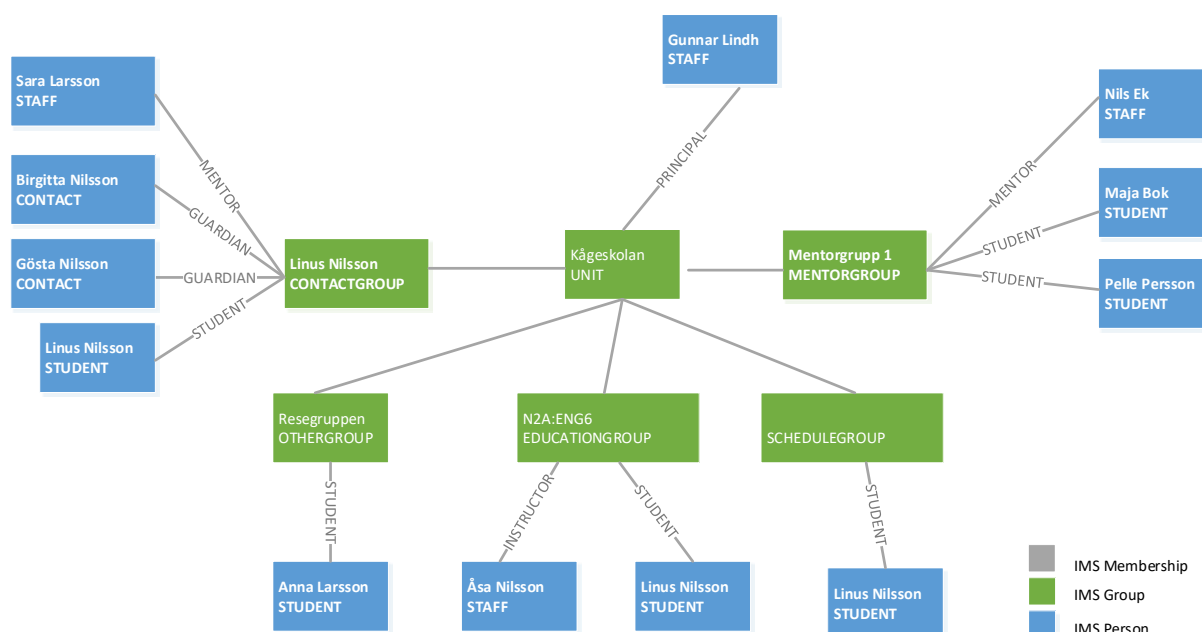 Gunnar Lindh
STAFF
Sara Larsson
STAFF
Nils Ek
STAFF
PRINCIPAL
MENTOR
MENTOR
Birgitta Nilsson
CONTACT
GUARDIAN
Maja Bok
STUDENT
STUDENT
Gösta Nilsson
CONTACT
GUARDIAN
Linus Nilsson
CONTACTGROUP
Kågeskolan
UNIT
Mentorgrupp 1
MENTORGROUP
STUDENT
Pelle Persson
STUDENT
STUDENT
Linus Nilsson
STUDENT
Resegruppen
OTHERGROUP
N2A:ENG6
EDUCATIONGROUP
SCHEDULEGROUP
STUDENT
INSTRUCTOR
STUDENT
STUDENT
Anna Larsson
STUDENT
Åsa Nilsson
STAFF
Linus Nilsson
STUDENT
Linus Nilsson
STUDENT
IMS Membership
IMS Group
IMS Person